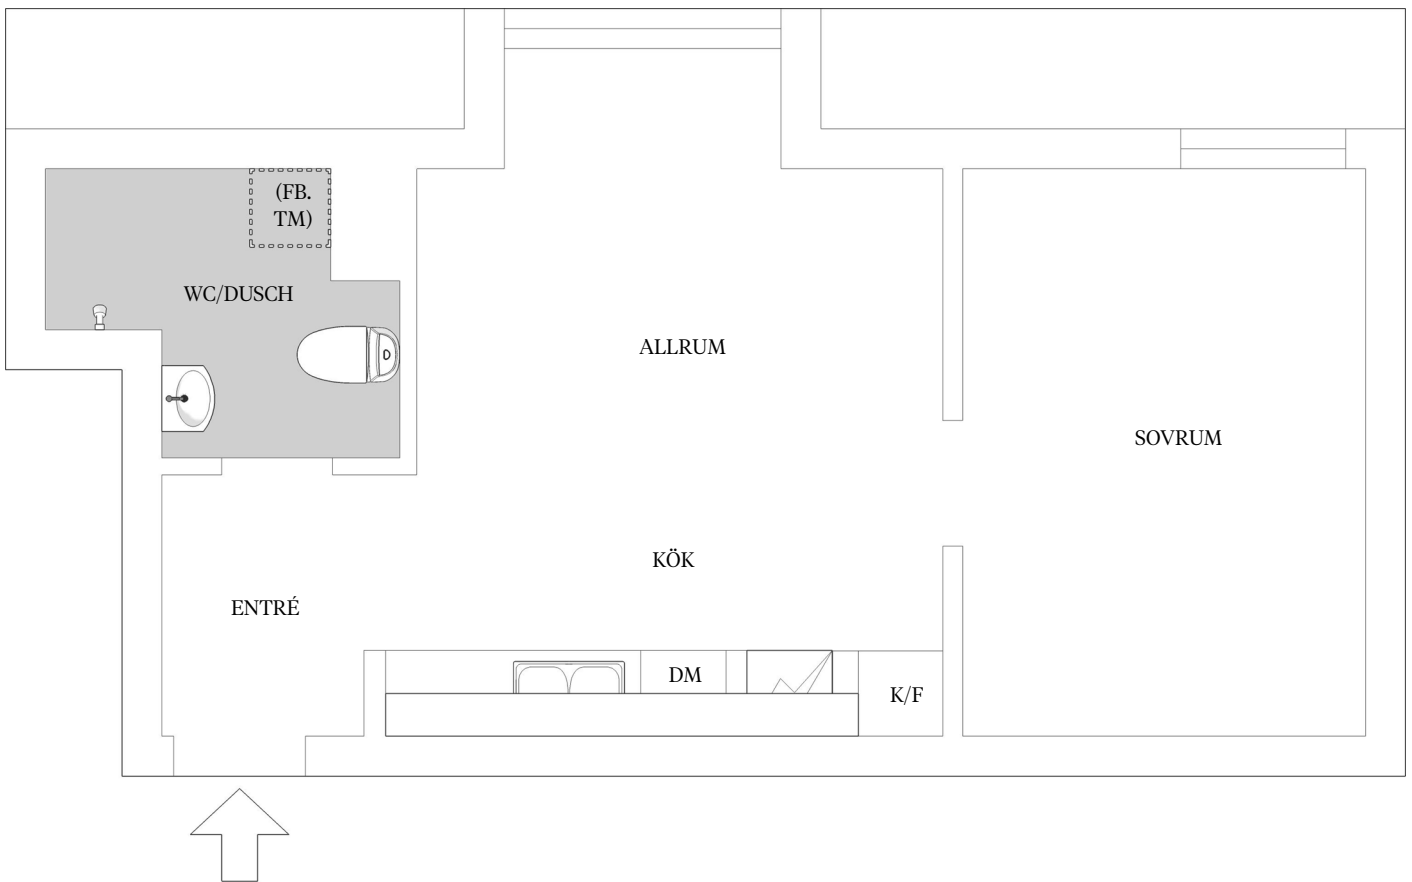 (FB.
TM)
WC/DUSCH
ALLRUM
SOVRUM
KÖK
ENTRÉ
DM
K/F